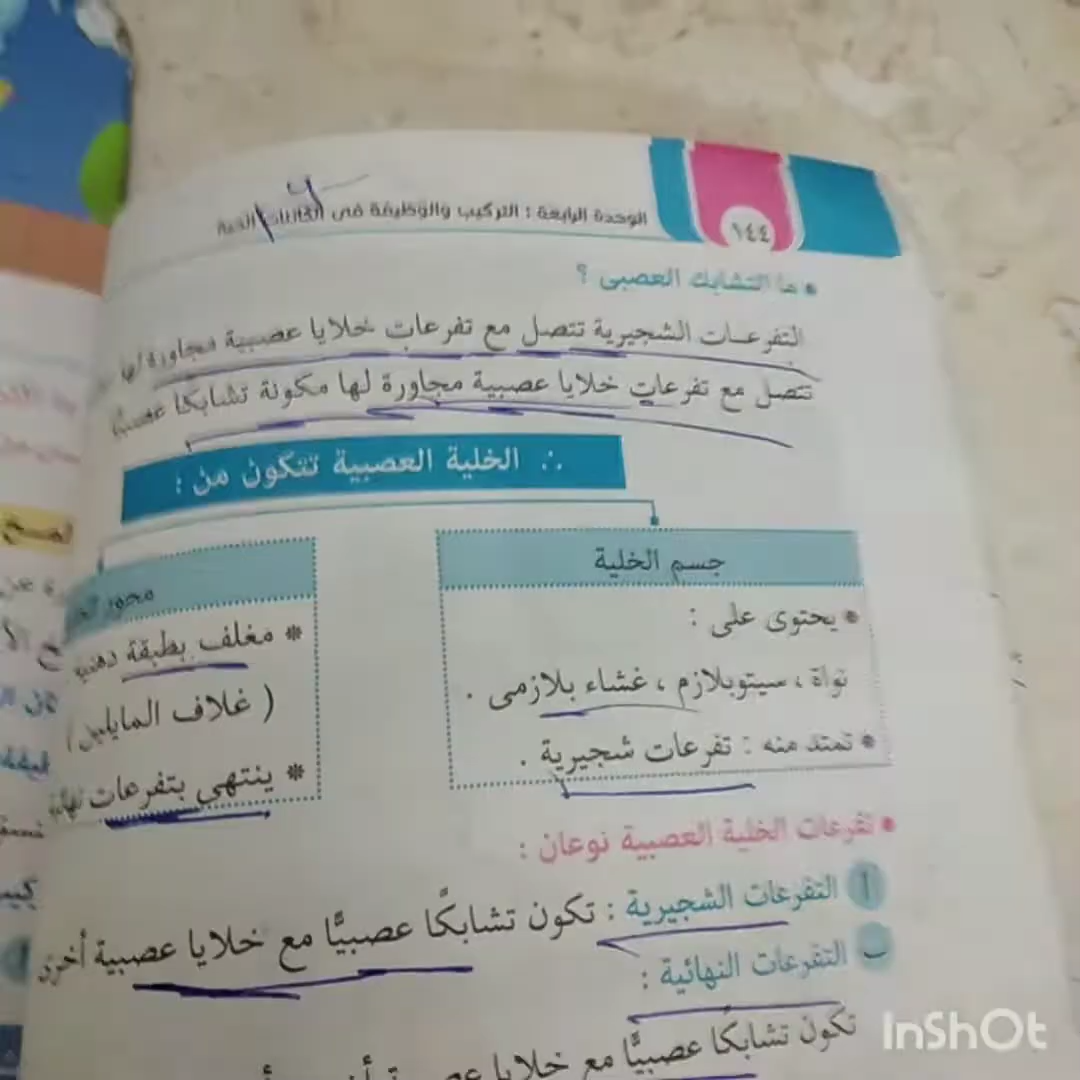 ١٤٤
الوحدة الرابعة : التركيب والوظيفة فى الكائنات الحية
• ما التشابك العصبى ؟
التفرعات الشجيرية تتصل مع تفرعات خلايا عصبية مجاورة لها
تتصل مع تفرعات خلايا عصبية مجاورة لها مكونة تشابكا عصبيًا
∴ الخلية العصبية تتكون من :
جسم الخلية
• يحتوى على :
نواة ، سيتوبلازم ، غشاء بلازمى .
• تمتد منه : تفرعات شجيرية .
محور
* مغلف بطبقة دهنية
( غلاف المايلين )
* ينتهى بتفرعات نهائية
• تفرعات الخلية العصبية نوعان :
أ التفرعات الشجيرية : تكون تشابكًا عصبيًّا مع خلايا عصبية أخرى
ب التفرعات النهائية :
تكون تشابكًا عصبيًّا مع خلايا
InShOt